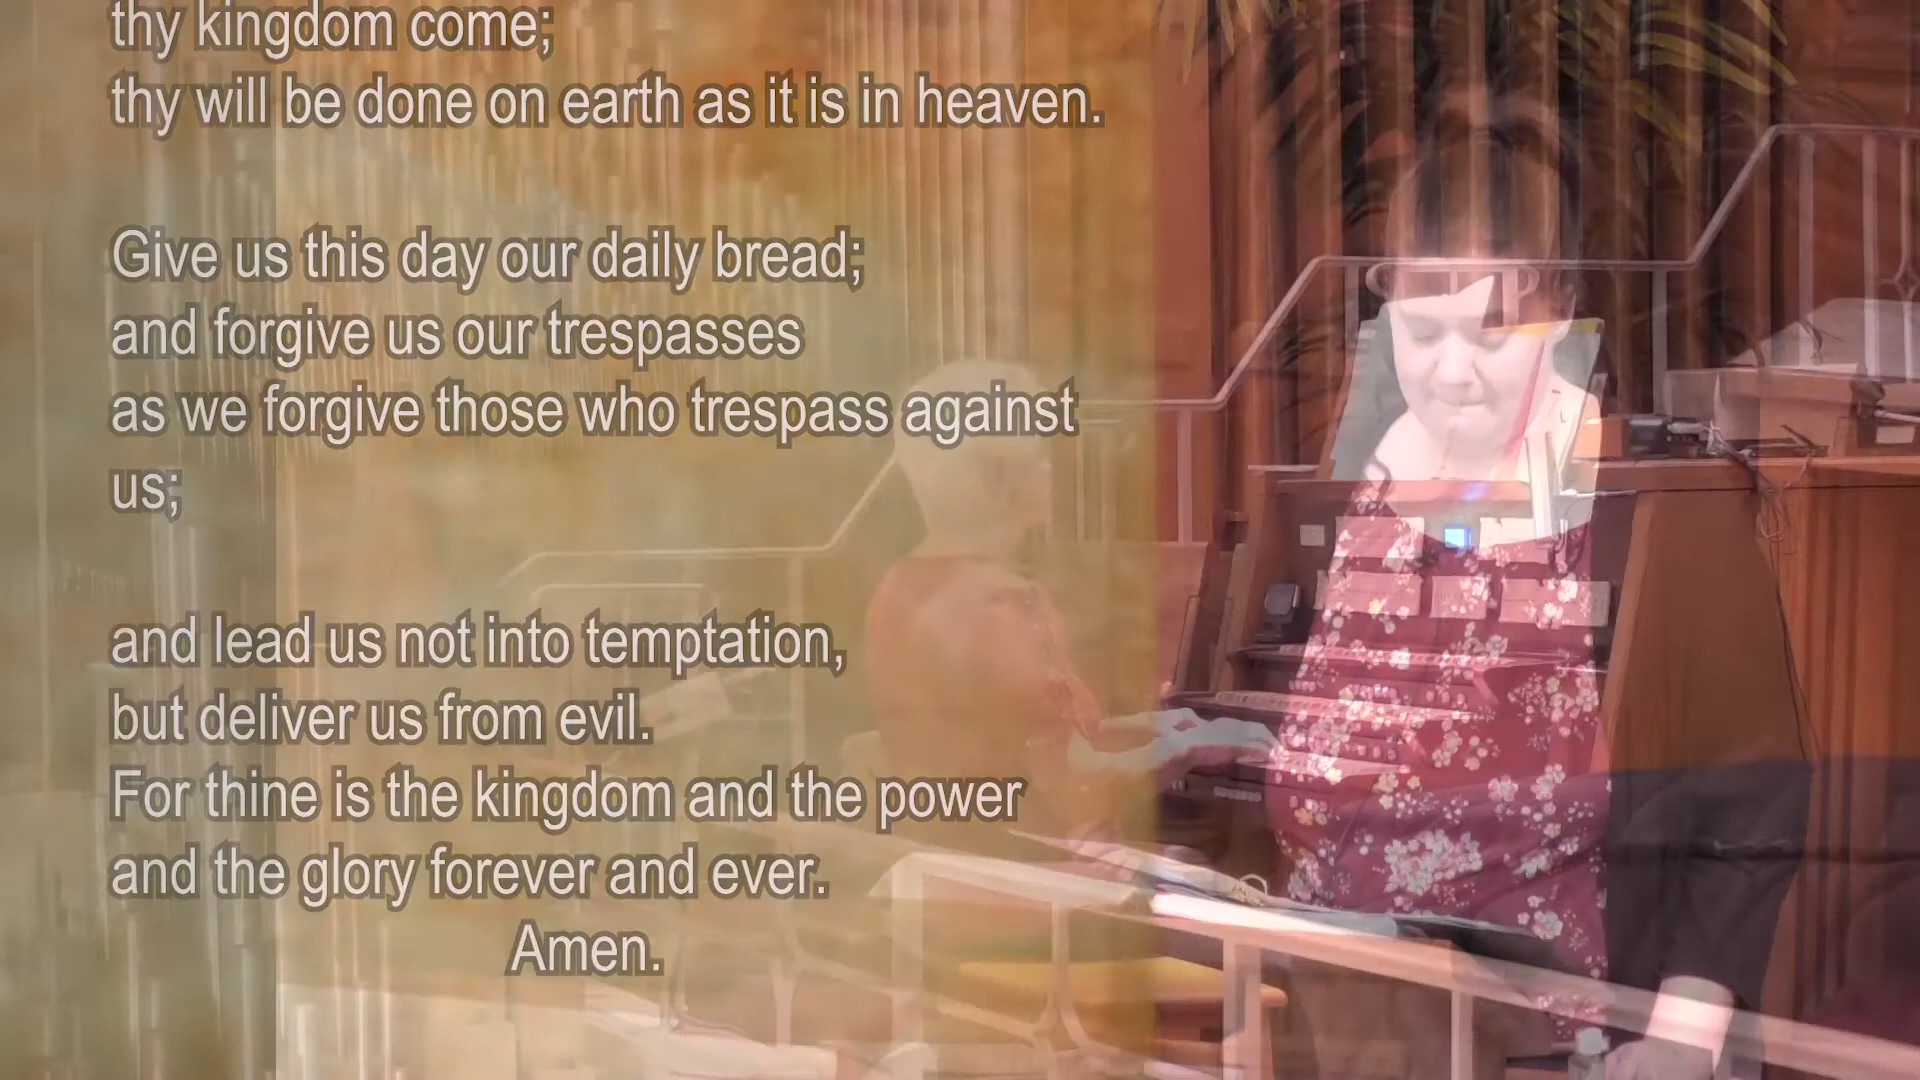 thy kingdom come;
thy will be done on earth as it is in heaven.
Give us this day our daily bread;
and forgive us our trespasses
as we forgive those who trespass against
us;
and lead us not into temptation,
but deliver us from evil.
For thine is the kingdom and the power
and the glory forever and ever.
Amen.